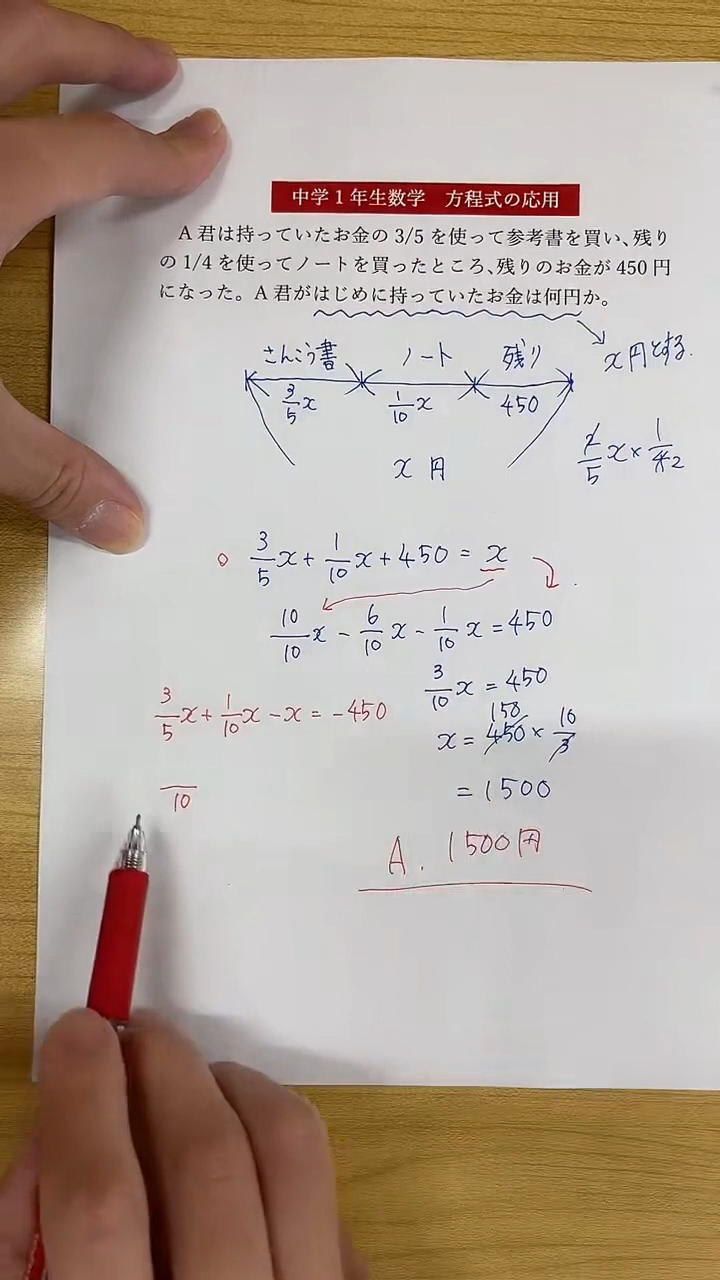 中学1年生数学　方程式の応用
A君は持っていたお金の3/5を使って参考書を買い、残り
の1/4を使ってノートを買ったところ、残りのお金が450円
になった。A君がはじめに持っていたお金は何円か。
x円とする.
さんこう書 ノート 残り
3/5x 1/10x 450
2/5x×1/4 2
x 円
3/5x+1/10x+450=x
10/10x-6/10x-1/10x=450
3/10x=450
3/5x+1/10x-x=-450
150
x=450×10/3
=1500
/10
A. 1500円